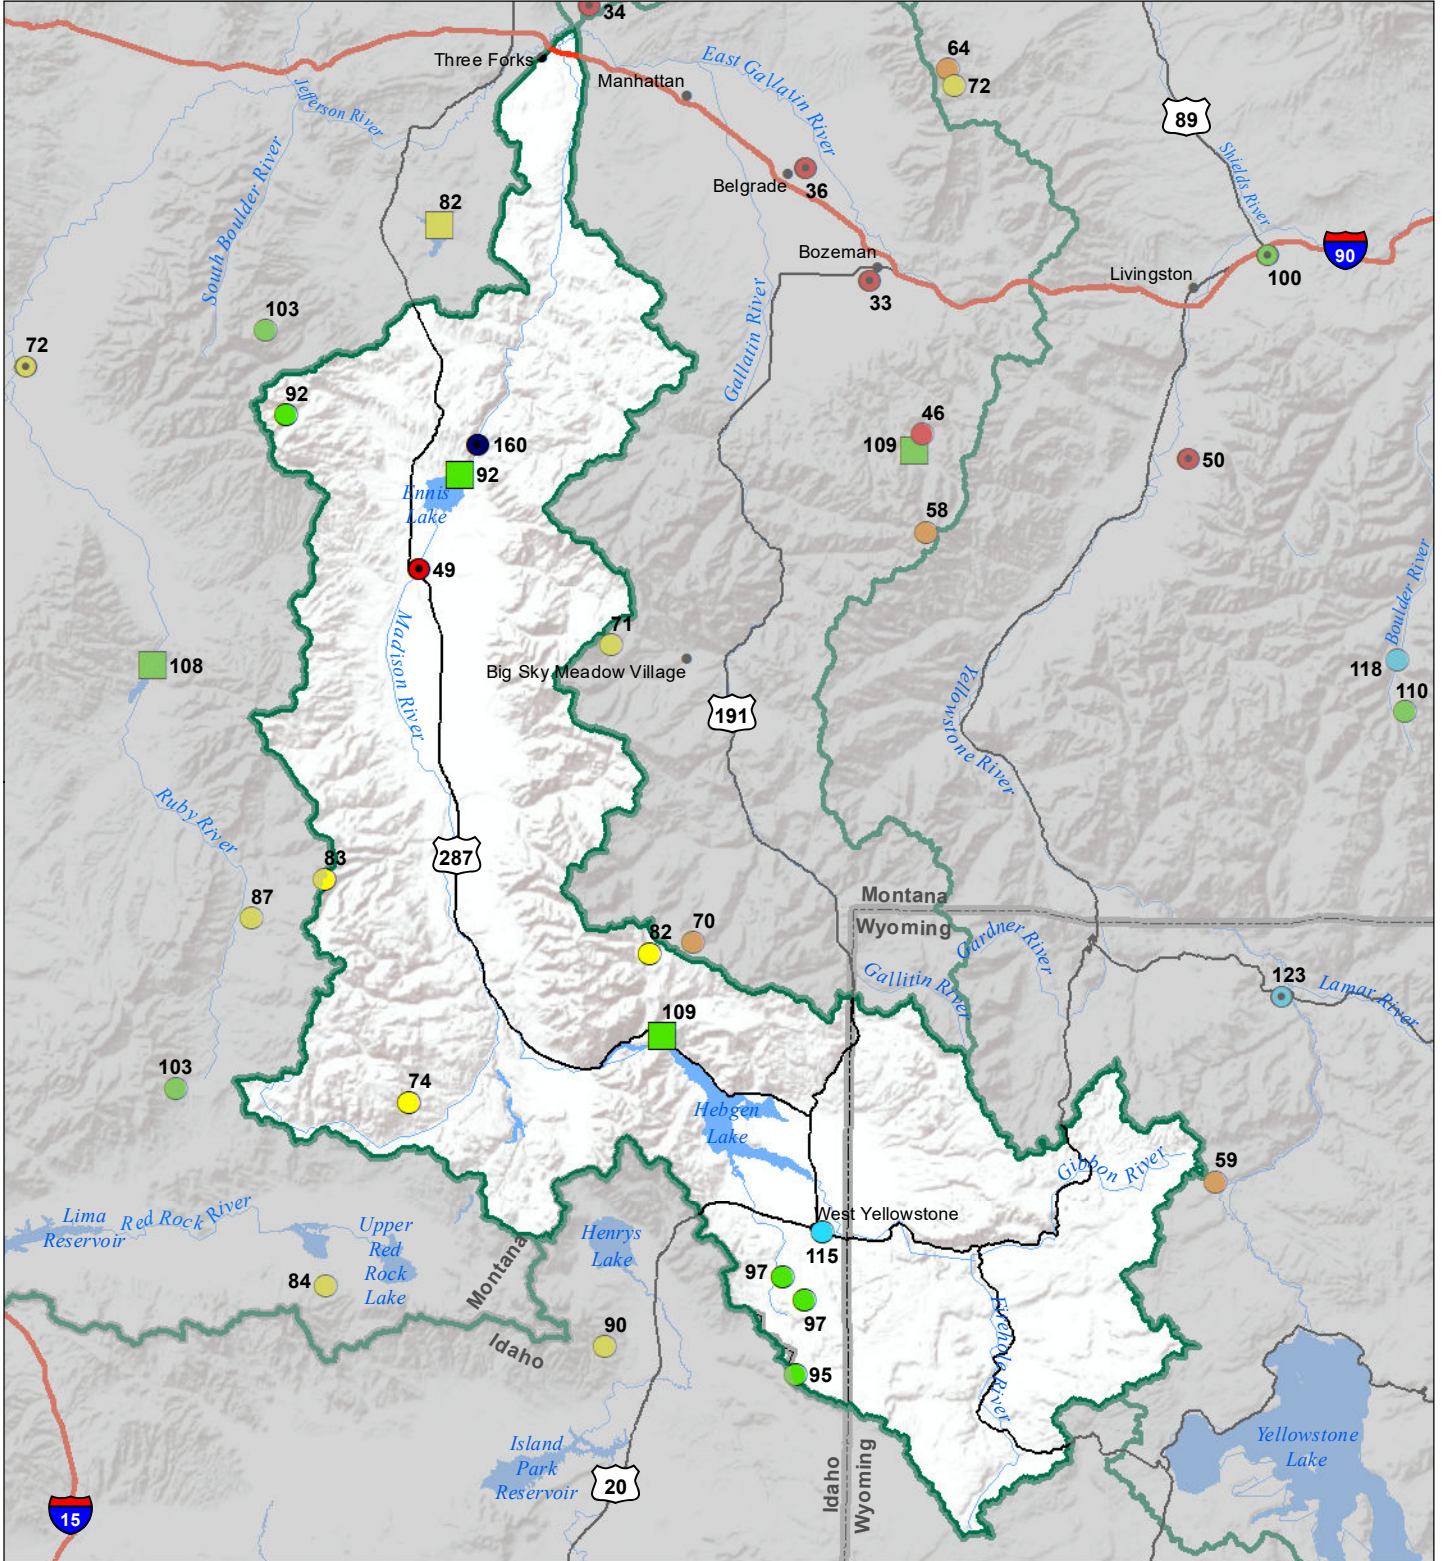 34
64
Three Forks
East Gallatin River
Manhattan
72
Jefferson River
89
Shields River
South Boulder River
36
Belgrade
82
Bozeman
90
33
Livingston
100
103
Gallatin River
72
92
46
160
109
92
50
Ennis
Lake
58
49
Boulder River
71
Madison River
108
Big Sky Meadow Village
118
Yellowstone River
110
191
Ruby River
287
83
Montana
87
Wyoming
82
70
Gardner River
Gallitin River
123
Lamar River
109
103
74
Hebgen
Lake
Gibbon River
59
Lima
Reservoir
Red Rock River
Upper
Red
Rock
Lake
Henrys
Lake
West Yellowstone
115
Montana
97
84
97
Firehole River
90
Idaho
95
Island
Park
Reservoir
Yellowstone
Lake
Idaho
Wyoming
20
15